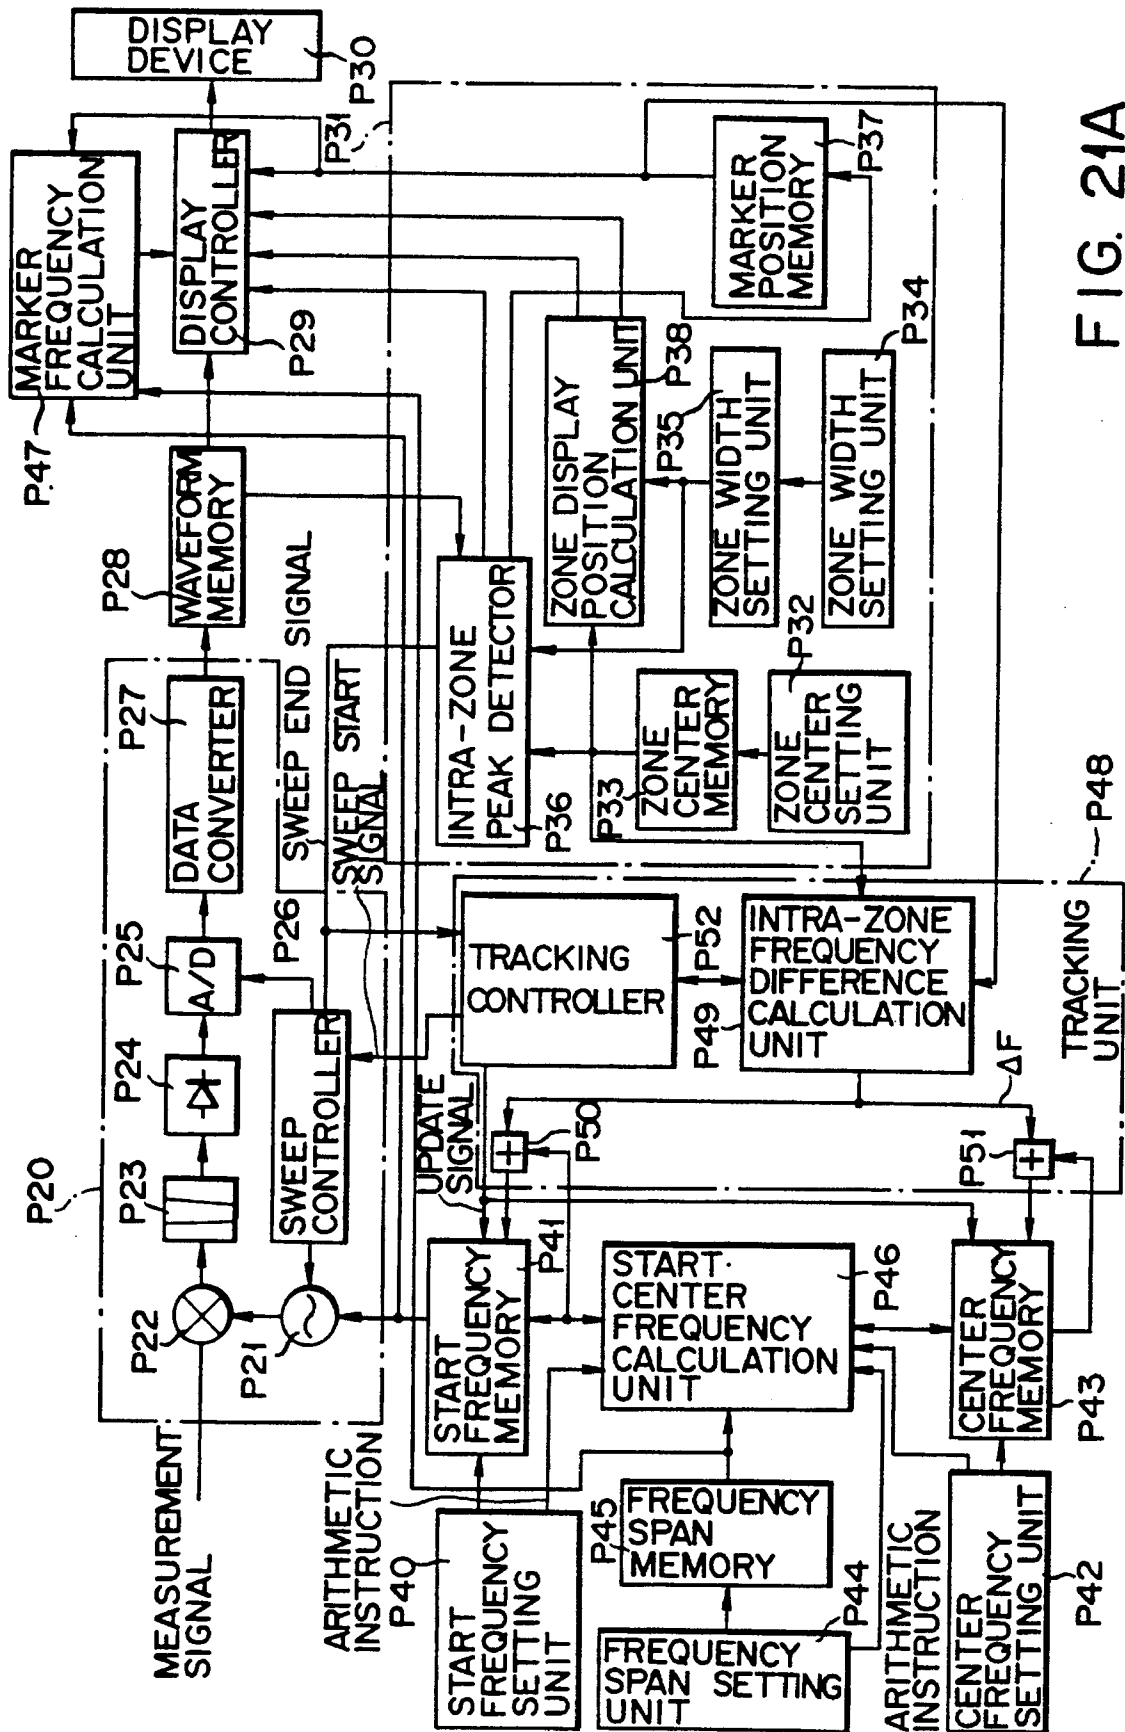 P20
MEASUREMENT
SIGNAL
P22
P21
P23
P24
P25
A/D
P26
P27
DATA
CONVERTER
P28
WAVEFORM
MEMORY
P.47
MARKER
FREQUENCY
CALCULATION
UNIT
P29
DISPLAY
CONTROLLER
DISPLAY
DEVICE
P30
SWEEP
CONTROLLER
SWEEP END SIGNAL
SWEEP START
SIGNAL
P31
ARITHMETIC
INSTRUCTION
P40
START
FREQUENCY
SETTING
UNIT
START
FREQUENCY
MEMORY
P41
UPDATE
SIGNAL
P50
+
TRACKING
CONTROLLER
P52
INTRA-ZONE
PEAK DETECTOR
P36
ZONE DISPLAY
POSITION
CALCULATION UNIT
P38
MARKER
POSITION
MEMORY
P37
P33
ZONE
CENTER
MEMORY
P32
ZONE
CENTER
SETTING
UNIT
P35
ZONE WIDTH
SETTING UNIT
ZONE WIDTH
SETTING UNIT
P34
P45
FREQUENCY
SPAN
MEMORY
FREQUENCY
SPAN SETTING
UNIT
P44
START·
CENTER
FREQUENCY
CALCULATION
UNIT
P46
P49
INTRA-ZONE
FREQUENCY
DIFFERENCE
CALCULATION
UNIT
ΔF
P51
+
TRACKING
UNIT
P48
ARITHMETIC
INSTRUCTION
CENTER
FREQUENCY
SETTING UNIT
P42
CENTER
FREQUENCY
MEMORY
P43
FIG. 21A